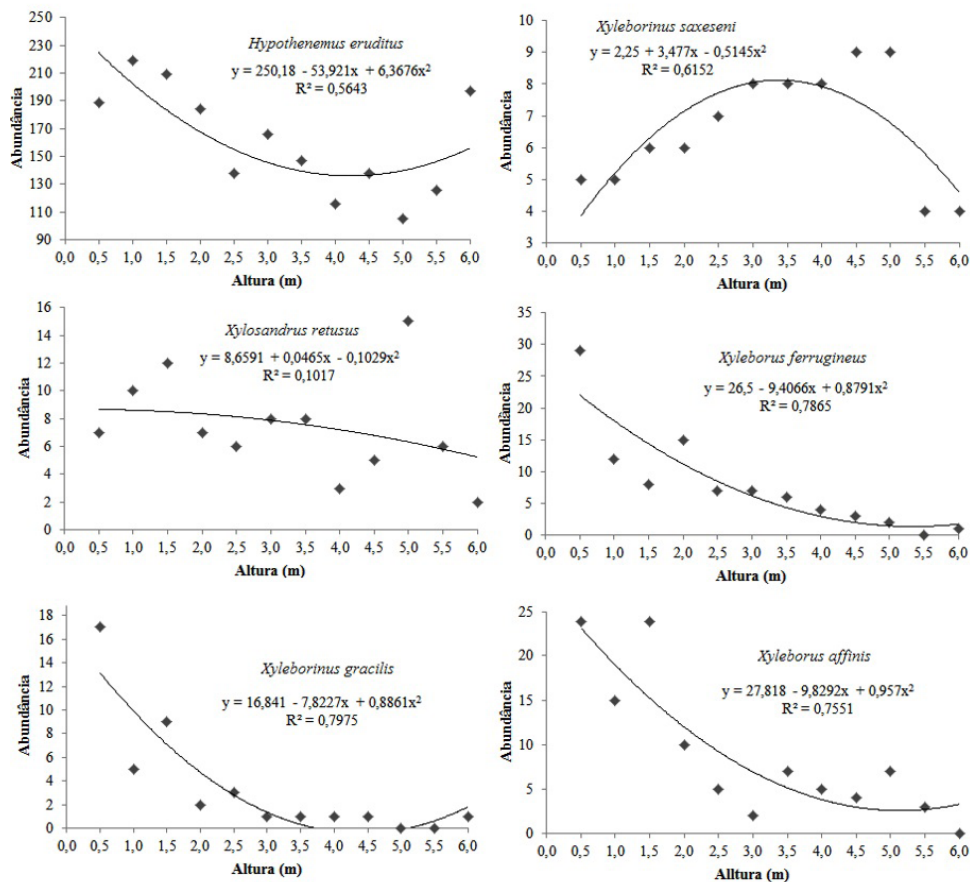 Hypothenemus eruditus
y = 250,18 - 53,921x + 6,3676x²
R² = 0,5643
Abundância
250
230
210
190
170
150
130
110
90
0,0 0,5 1,0 1,5 2,0 2,5 3,0 3,5 4,0 4,5 5,0 5,5 6,0
Altura (m)
Xyleborinus saxeseni
y = 2,25 + 3,477x - 0,5145x²
R² = 0,6152
Abundância
10
9
8
7
6
5
4
3
0,0 0,5 1,0 1,5 2,0 2,5 3,0 3,5 4,0 4,5 5,0 5,5 6,0
Altura (m)
Xylosandrus retusus
y = 8,6591 + 0,0465x - 0,1029x²
R² = 0,1017
Abundância
16
14
12
10
8
6
4
2
0
0,0 0,5 1,0 1,5 2,0 2,5 3,0 3,5 4,0 4,5 5,0 5,5 6,0
Altura (m)
Xyleborus ferrugineus
y = 26,5 - 9,4066x + 0,8791x²
R² = 0,7865
Abundância
35
30
25
20
15
10
5
0
0,0 0,5 1,0 1,5 2,0 2,5 3,0 3,5 4,0 4,5 5,0 5,5 6,0
Altura (m)
Xyleborinus gracilis
y = 16,841 - 7,8227x + 0,8861x²
R² = 0,7975
Abundância
18
16
14
12
10
8
6
4
2
0
0,0 0,5 1,0 1,5 2,0 2,5 3,0 3,5 4,0 4,5 5,0 5,5 6,0
Altura (m)
Xyleborus affinis
y = 27,818 - 9,8292x + 0,957x²
R² = 0,7551
Abundância
25
20
15
10
5
0
0,0 0,5 1,0 1,5 2,0 2,5 3,0 3,5 4,0 4,5 5,0 5,5 6,0
Alltura (m)